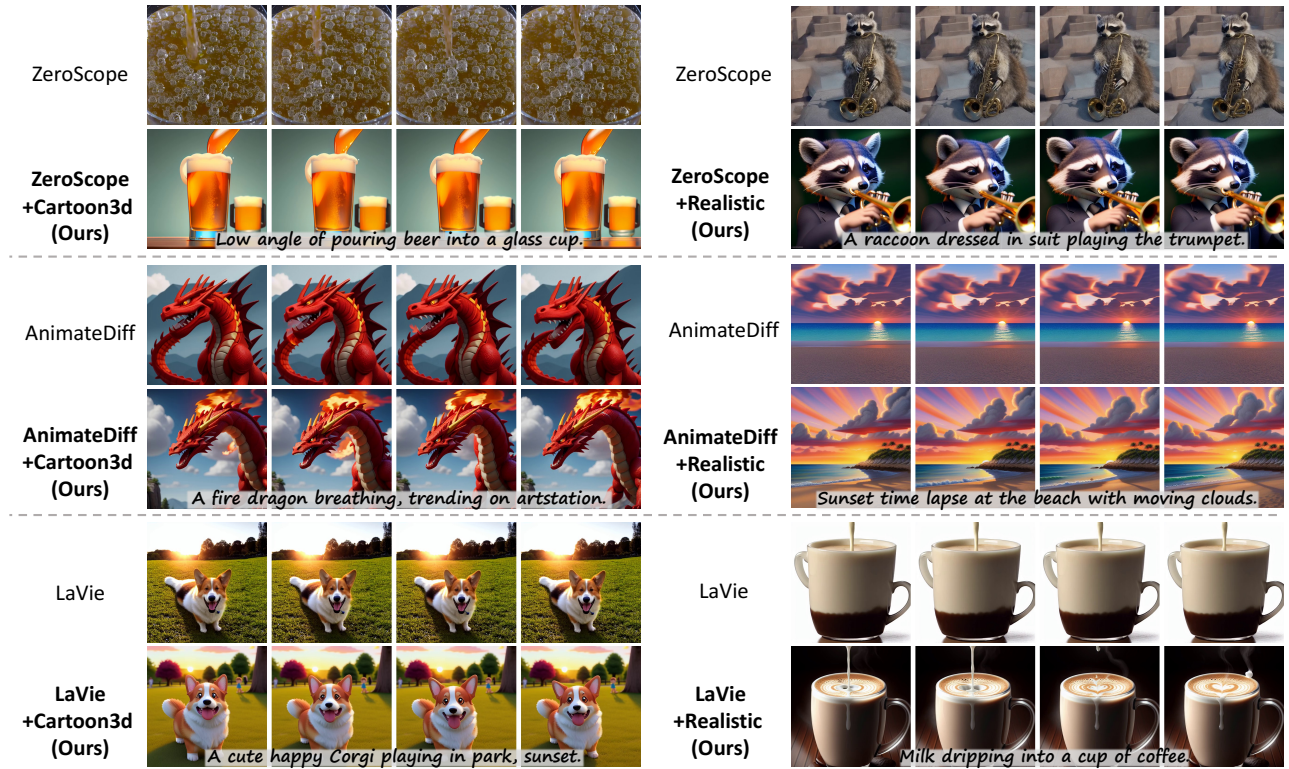 ZeroScope
ZeroScope
+Cartoon3d
(Ours)
Low angle of pouring beer into a glass cup.
ZeroScope
ZeroScope
+Realistic
(Ours)
A raccoon dressed in suit playing the trumpet.
AnimateDiff
AnimateDiff
+Cartoon3d
(Ours)
A fire dragon breathing, trending on artstation.
AnimateDiff
AnimateDiff
+Realistic
(Ours)
Sunset time lapse at the beach with moving clouds.
LaVie
LaVie
+Cartoon3d
(Ours)
A cute happy Corgi playing in park, sunset.
LaVie
LaVie
+Realistic
(Ours)
Milk dripping into a cup of coffee.